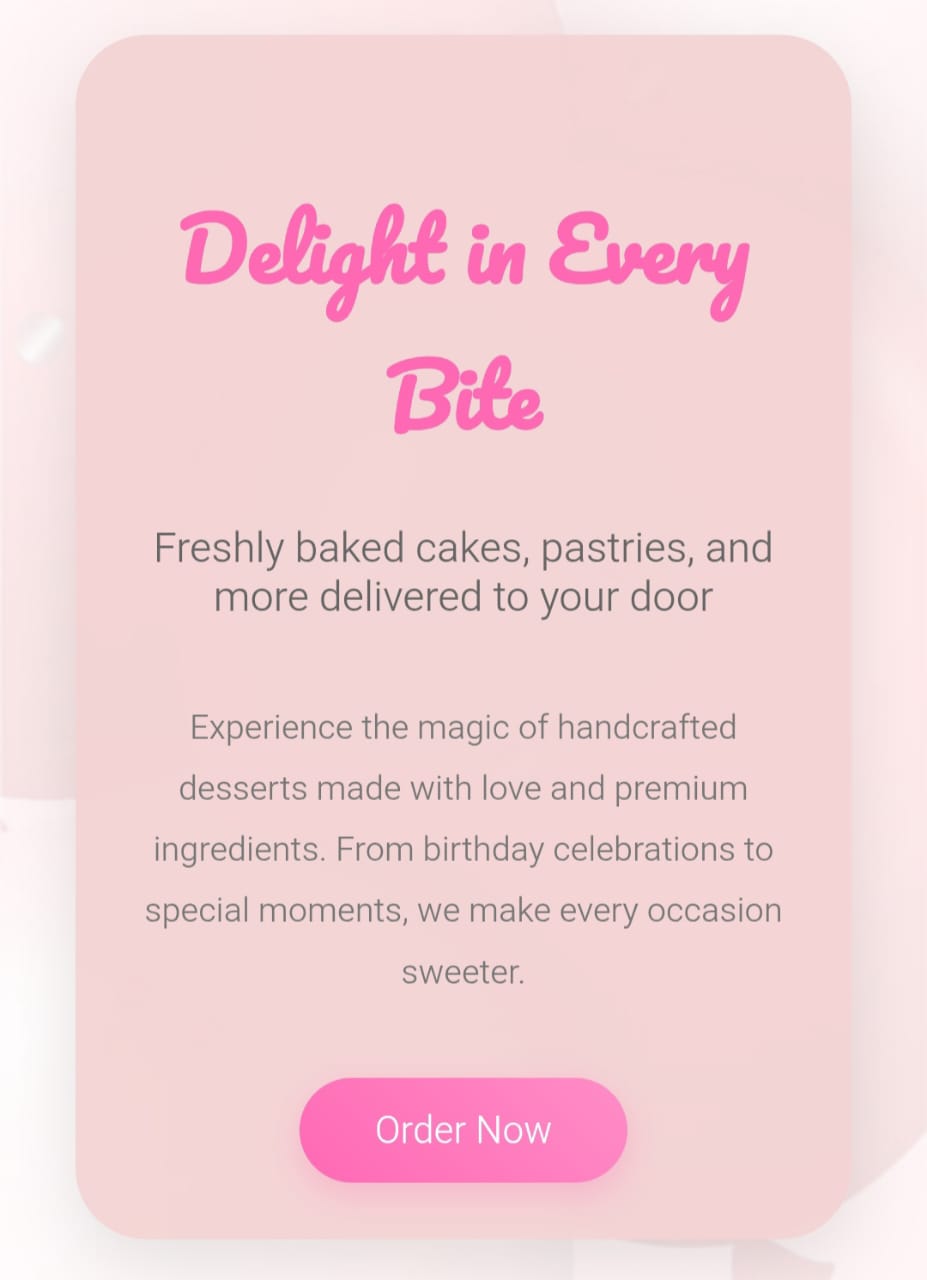 Delight in Every
Bite
Freshly baked cakes, pastries, and
more delivered to your door
Experience the magic of handcrafted
desserts made with love and premium
ingredients. From birthday celebrations to
special moments, we make every occasion
sweeter.
Order Now